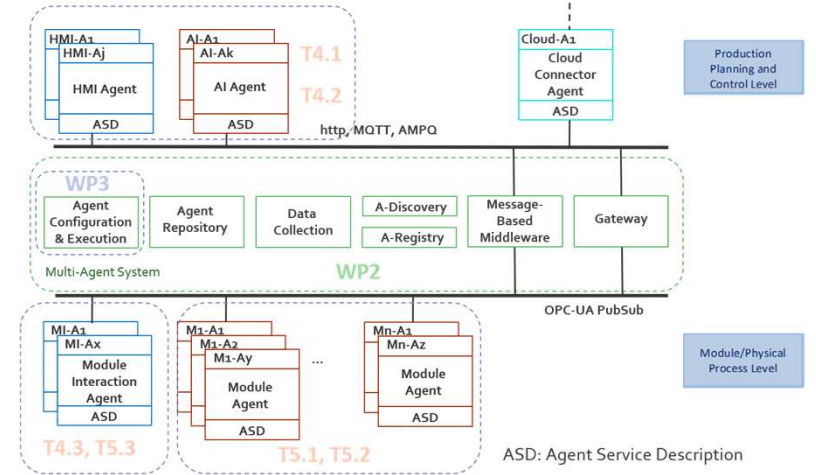 HMI-A1
HMI-Aj
HMI Agent
ASD
AI-A1
AI-Ak
AI Agent
ASD
T4.1
T4.2
Cloud-A1
Cloud
Connector
Agent
ASD
Production
Planning and
Control Level
http, MQTT, AMPQ
WP3
Agent
Configuration
& Execution
Agent
Repository
Data
Collection
A-Discovery
A-Registry
Message-
Based
Middleware
Gateway
Multi-Agent System
WP2
OPC-UA PubSub
MI-A1
MI-Ax
Module
Interaction
Agent
ASD
T4.3, T5.3
M1-A1
M1-A2
M1-Ay
Module
Agent
ASD
...
Mn-A1
Mn-Az
Module
Agent
ASD
T5.1, T5.2
Module/Physical
Process Level
ASD: Agent Service Description